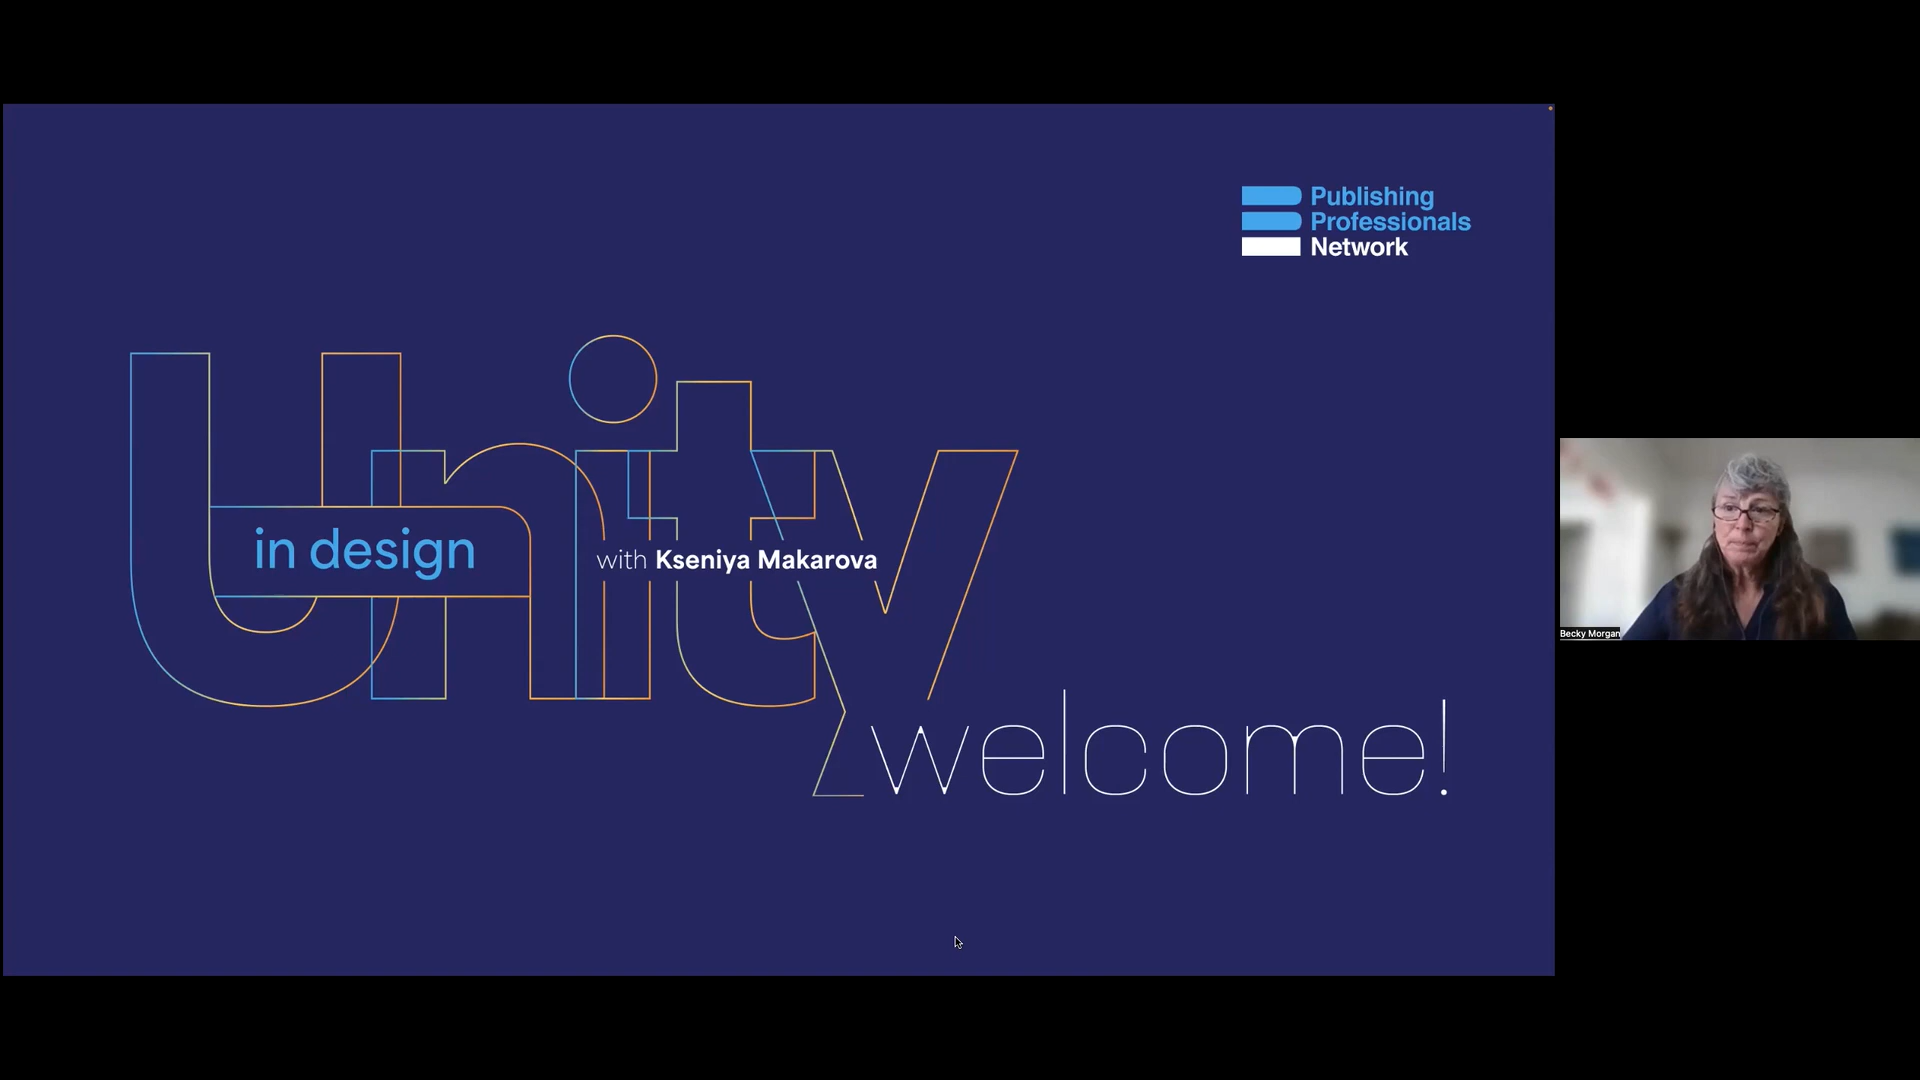 Publishing
Professionals
Network
Unity
in design
with Kseniya Makarova
welcome!
Becky Morgan